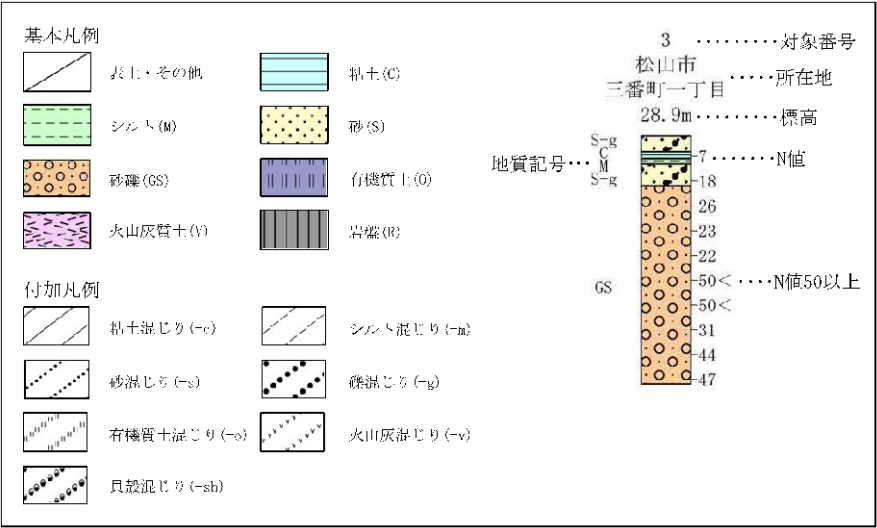 基本凡例
表土・その他
粘土(C)
シルト(M)
砂(S)
砂礫(GS)
有機質土(O)
火山灰質土(V)
岩盤(R)
付加凡例
粘土混じり(-c)
シルト混じり(-m)
砂混じり(-s)
礫混じり(-g)
有機質土混じり(-o)
火山灰混じり(-v)
貝殻混じり(-sh)
3 ········対象番号
松山市
三番町一丁目 ·····所在地
28.9m ·····標高
S-g
C
地質記号··· M
S-g
GS
7 ······N値
18
26
23
22
50< ····N値50以上
50<
31
44
47